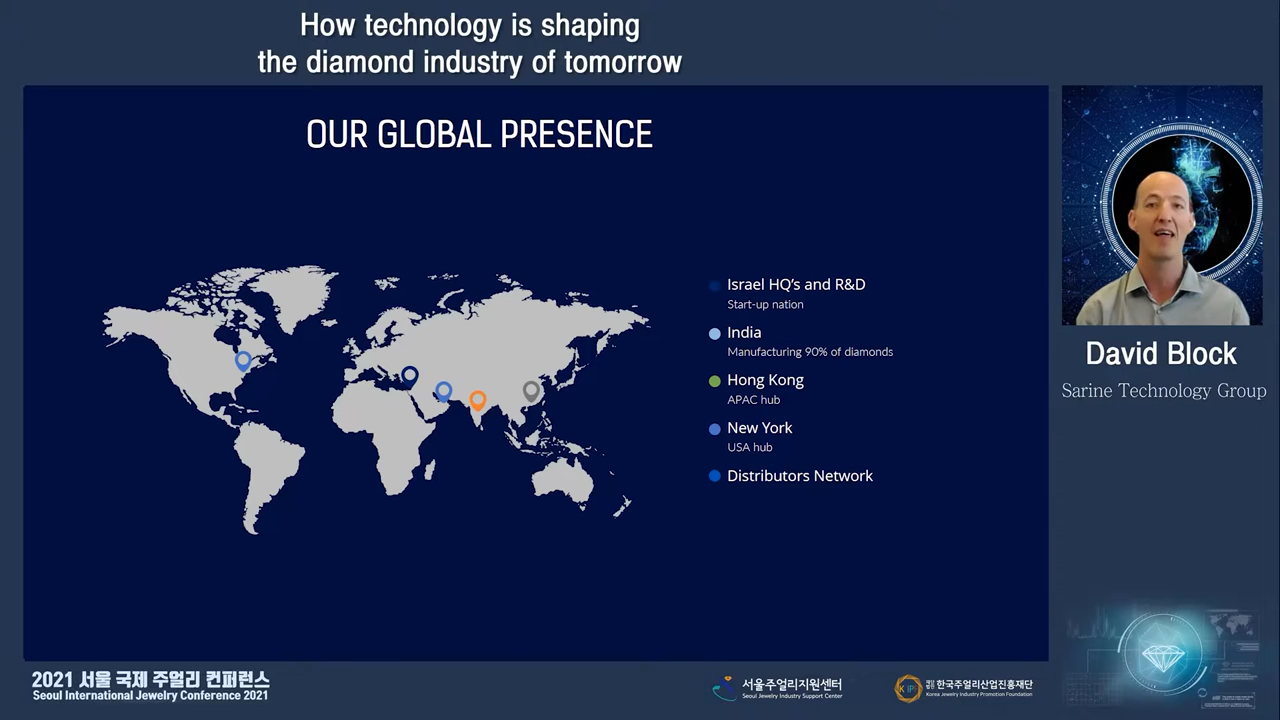 How technology is shaping
the diamond industry of tomorrow
OUR GLOBAL PRESENCE
Israel HQ's and R&D
Start-up nation
India
Manufacturing 90% of diamonds
Hong Kong
APAC hub
New York
USA hub
Distributors Network
David Block
Sarine Technology Group
2021 서울 국제 주얼리 컨퍼런스
Seoul International Jewelry Conference 2021
서울주얼리지원센터
Seoul Jewelry Industry Support Center
재단법인 한국주얼리산업진흥재단
Korea Jewelry Industry Promotion Foundation